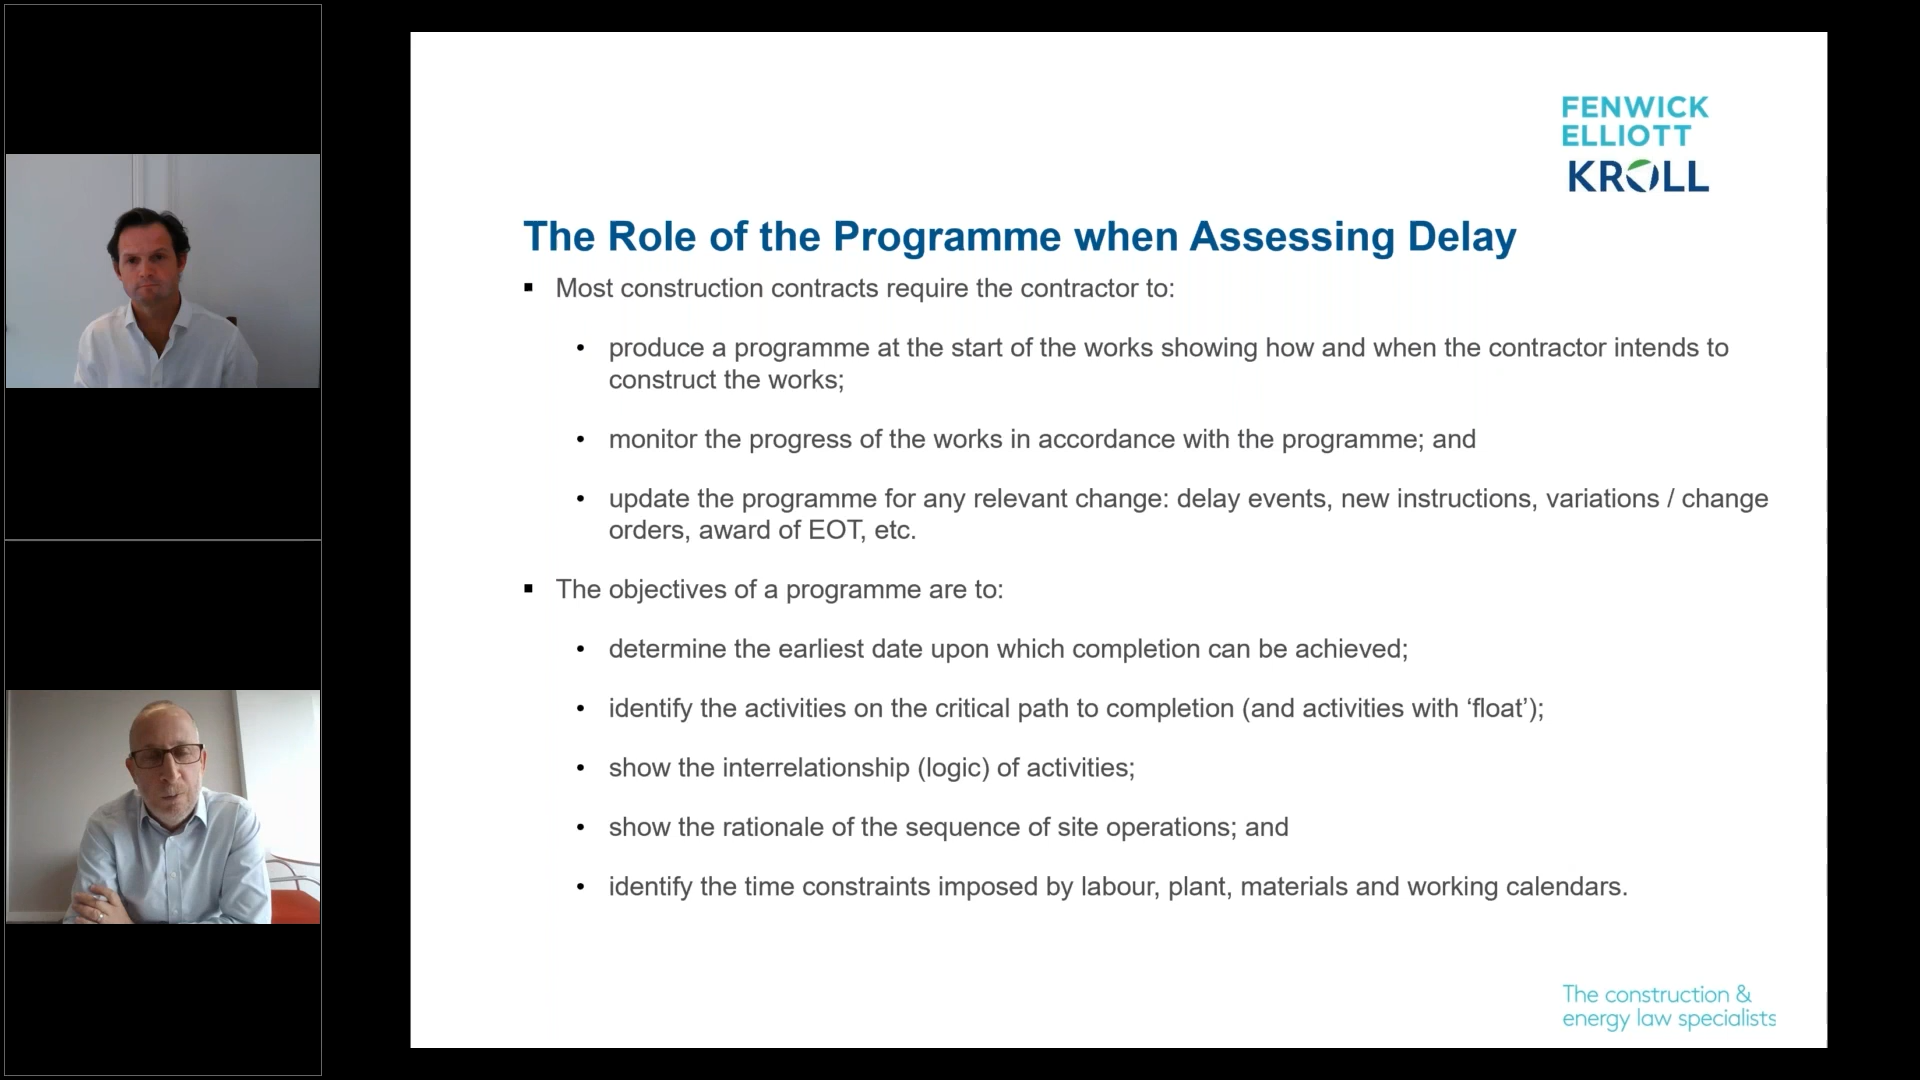 FENWICK
ELLIOTT
KROLL
The Role of the Programme when Assessing Delay
▪ Most construction contracts require the contractor to:
• produce a programme at the start of the works showing how and when the contractor intends to
construct the works;
• monitor the progress of the works in accordance with the programme; and
• update the programme for any relevant change: delay events, new instructions, variations / change
orders, award of EOT, etc.
▪ The objectives of a programme are to:
• determine the earliest date upon which completion can be achieved;
• identify the activities on the critical path to completion (and activities with ‘float’);
• show the interrelationship (logic) of activities;
• show the rationale of the sequence of site operations; and
• identify the time constraints imposed by labour, plant, materials and working calendars.
The construction &
energy law specialists